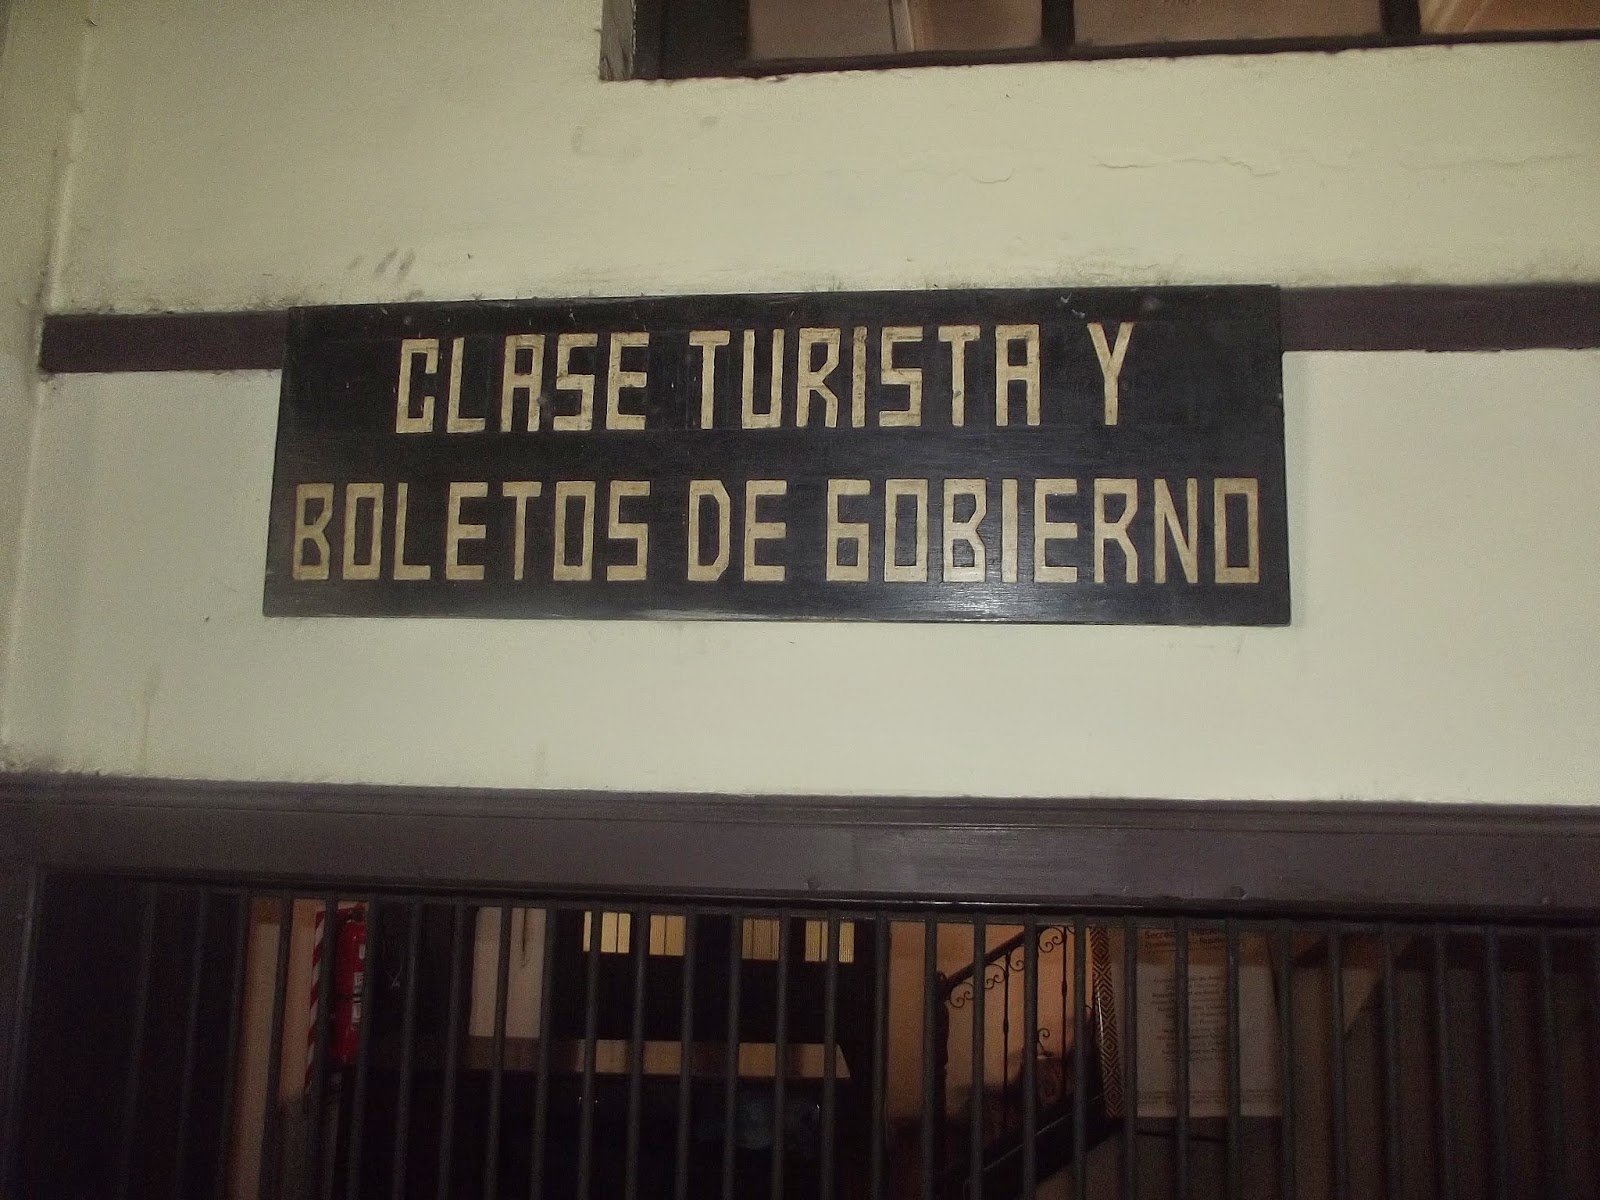 CLASE TURISTA Y
BOLETOS DE GOBIERNO